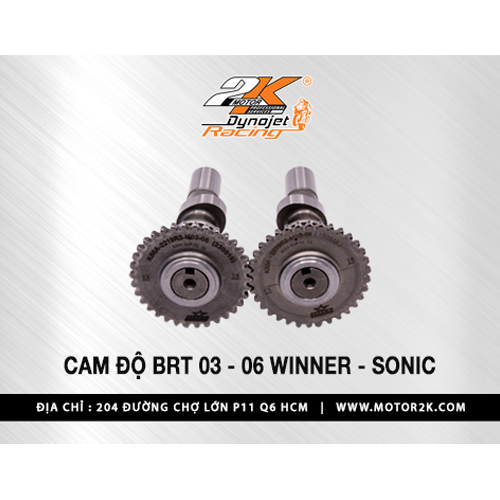 2K
MOTOR
PROFESSIONAL
SERVICES
Dynojet
Racing
CAM ĐỘ BRT 03 - 06 WINNER - SONIC
ĐỊA CHỈ : 204 ĐƯỜNG CHỢ LỚN P11 Q6 HCM | WWW.MOTOR2K.COM